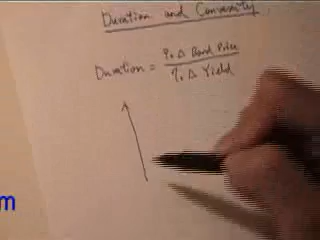 Duration and Convexity
Duration = % Δ Bond Price
% Δ Yield
m